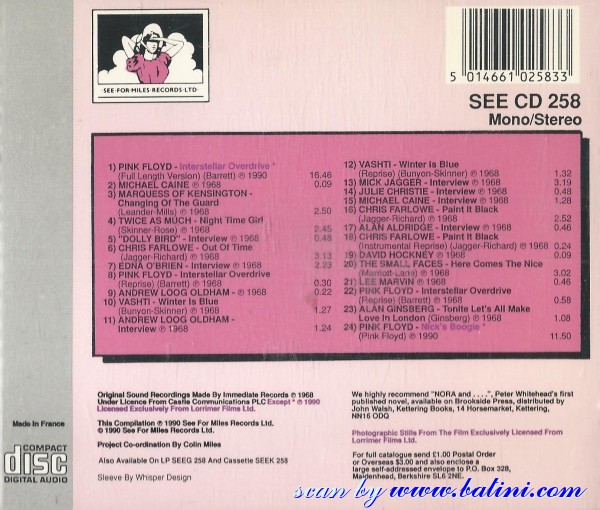 SEE·FOR·MILES·RECORDS·LTD
5 014661 025833
SEE CD 258
Mono/Stereo
1) PINK FLOYD - Interstellar Overdrive *
(Full Length Version) (Barrett) ℗ 1990 16.46
2) MICHAEL CAINE ℗ 1968 0.09
3) MARQUESS OF KENSINGTON -
Changing Of The Guard
(Leander-Mills) ℗ 1968 2.50
4) TWICE AS MUCH - Night Time Girl
(Skinner-Rose) ℗ 1968 2.45
5) "DOLLY BIRD" - Interview ℗ 1968 0.48
6) CHRIS FARLOWE - Out Of Time
(Jagger-Richard) ℗ 1968 3.13
7) EDNA O'BRIEN - Interview ℗ 1968 2.23
8) PINK FLOYD - Interstellar Overdrive
(Reprise) (Barrett) ℗ 1968 0.30
9) ANDREW LOOG OLDHAM ℗ 1968 0.22
10) VASHTI - Winter Is Blue
(Bunyon-Skinner) ℗ 1968 1.27
11) ANDREW LOOG OLDHAM -
Interview ℗ 1968 1.24
12) VASHTI - Winter is Blue
(Reprise) (Bunyon-Skinner) ℗ 1968 1.32
13) MICK JAGGER - Interview ℗ 1968 3.19
14) JULIE CHRISTIE - Interview ℗ 1968 0.48
15) MICHAEL CAINE - Interview ℗ 1968 1.28
16) CHRIS FARLOWE - Paint It Black
(Jagger-Richard) ℗ 1968 2.52
17) ALAN ALDRIDGE - Interview ℗ 1968 0.46
18) CHRIS FARLOWE - Paint It Black
(Instrumental Reprise) (Jagger-Richard) ℗ 1968 0.24
19) DAVID HOCKNEY ℗ 1968 0.09
20) THE SMALL FACES - Here Comes The Nice
(Marriott-Lane) ℗ 1968 3.02
21) LEE MARVIN ℗ 1968 0.46
22) PINK FLOYD - Interstellar Overdrive
(Reprise) (Barrett) ℗ 1968 0.58
23) ALAN GINSBERG - Tonite Let's All Make
Love In London (Ginsberg) ℗ 1968 1.08
24) PINK FLOYD - Nick's Boogie *
(Pink Floyd) ℗ 1990 11.50
Original Sound Recordings Made By Immediate Records ℗ 1968
Under Licence From Castle Communications PLC Except * ℗ 1990
Licensed Exclusively From Lorrimer Films Ltd.
This Compilation ℗ 1990 See For Miles Records Ltd.
© 1990 See For Miles Records Ltd.
Project Co-ordination By Colin Miles
Also Available On LP SEEG 258 And Cassette SEEK 258
Sleeve By Whisper Design
We highly recommend "NORA and ....", Peter Whitehead's first
published novel, available on Brookside Press, distributed by
John Walsh, Kettering Books, 14 Horsemarket, Kettering,
NN16 0DQ
Photographic Stills From The Film Exclusively Licensed From
Lorrimer Films Ltd.
For full catalogue send £1.00 Postal Order
or Overseas $3.00 and also enclose a
large self-addressed envelope to P.O. Box 328,
Maidenhead, Berkshire SL6 2NE.
Made In France
COMPACT
disc
DIGITAL AUDIO
scan by www.batini.com